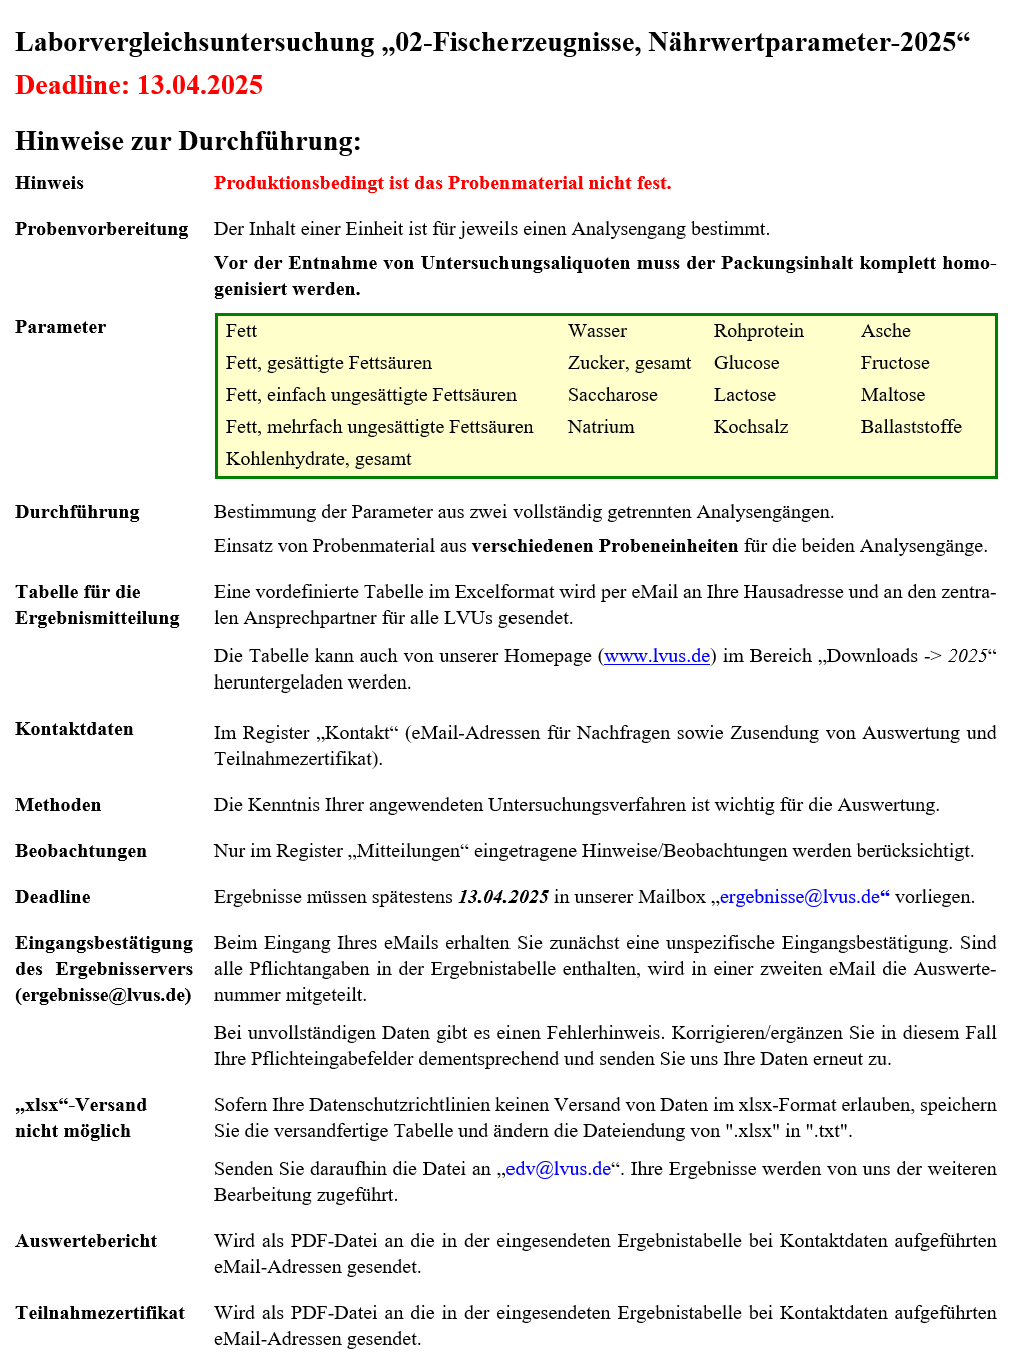 Laborvergleichsuntersuchung „02-Fischerzeugnisse, Nährwertparameter-2025“
Deadline: 13.04.2025
Hinweise zur Durchführung:
Hinweis Produktionsbedingt ist das Probenmaterial nicht fest.
Probenvorbereitung Der Inhalt einer Einheit ist für jeweils einen Analysengang bestimmt.
Vor der Entnahme von Untersuchungsaliquoten muss der Packungsinhalt komplett homo-
genisiert werden.
Parameter Fett Wasser Rohprotein Asche
Fett, gesättigte Fettsäuren Zucker, gesamt Glucose Fructose
Fett, einfach ungesättigte Fettsäuren Saccharose Lactose Maltose
Fett, mehrfach ungesättigte Fettsäuren Natrium Kochsalz Ballaststoffe
Kohlenhydrate, gesamt
Durchführung Bestimmung der Parameter aus zwei vollständig getrennten Analysengängen.
Einsatz von Probenmaterial aus verschiedenen Probeneinheiten für die beiden Analysengänge.
Tabelle für die Eine vordefinierte Tabelle im Excelformat wird per eMail an Ihre Hausadresse und an den zentra-
Ergebnismitteilung len Ansprechpartner für alle LVUs gesendet.
Die Tabelle kann auch von unserer Homepage (www.lvus.de) im Bereich „Downloads -> 2025“
heruntergeladen werden.
Kontaktdaten Im Register „Kontakt“ (eMail-Adressen für Nachfragen sowie Zusendung von Auswertung und
Teilnahmezertifikat).
Methoden Die Kenntnis Ihrer angewendeten Untersuchungsverfahren ist wichtig für die Auswertung.
Beobachtungen Nur im Register „Mitteilungen“ eingetragene Hinweise/Beobachtungen werden berücksichtigt.
Deadline Ergebnisse müssen spätestens 13.04.2025 in unserer Mailbox „ergebnisse@lvus.de“ vorliegen.
Eingangsbestätigung Beim Eingang Ihres eMails erhalten Sie zunächst eine unspezifische Eingangsbestätigung. Sind
des Ergebnisservers alle Pflichtangaben in der Ergebnistabelle enthalten, wird in einer zweiten eMail die Auswerte-
(ergebnisse@lvus.de) nummer mitgeteilt.
Bei unvollständigen Daten gibt es einen Fehlerhinweis. Korrigieren/ergänzen Sie in diesem Fall
Ihre Pflichteingabefelder dementsprechend und senden Sie uns Ihre Daten erneut zu.
„xlsx“-Versand Sofern Ihre Datenschutzrichtlinien keinen Versand von Daten im xlsx-Format erlauben, speichern
nicht möglich Sie die versandfertige Tabelle und ändern die Dateiendung von ".xlsx" in ".txt".
Senden Sie daraufhin die Datei an „edv@lvus.de“. Ihre Ergebnisse werden von uns der weiteren
Bearbeitung zugeführt.
Auswertebericht Wird als PDF-Datei an die in der eingesendeten Ergebnistabelle bei Kontaktdaten aufgeführten
eMail-Adressen gesendet.
Teilnahmezertifikat Wird als PDF-Datei an die in der eingesendeten Ergebnistabelle bei Kontaktdaten aufgeführten
eMail-Adressen gesendet.